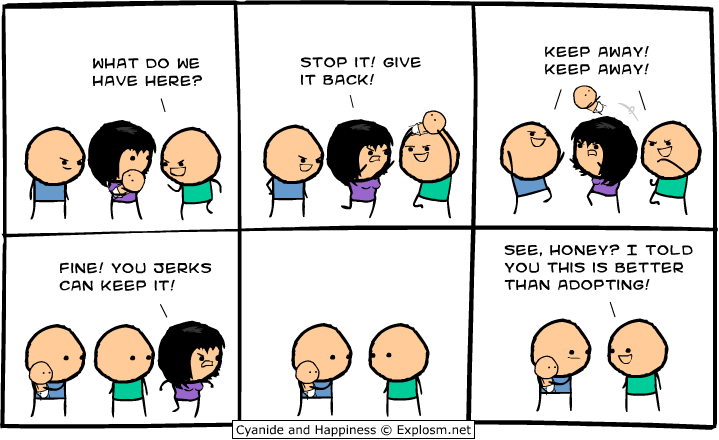 WHAT DO WE
HAVE HERE?
STOP IT! GIVE
IT BACK!
KEEP AWAY!
KEEP AWAY!
FINE! YOU JERKS
CAN KEEP IT!
SEE, HONEY? I TOLD
YOU THIS IS BETTER
THAN ADOPTING!
Cyanide and Happiness © Explosm.net